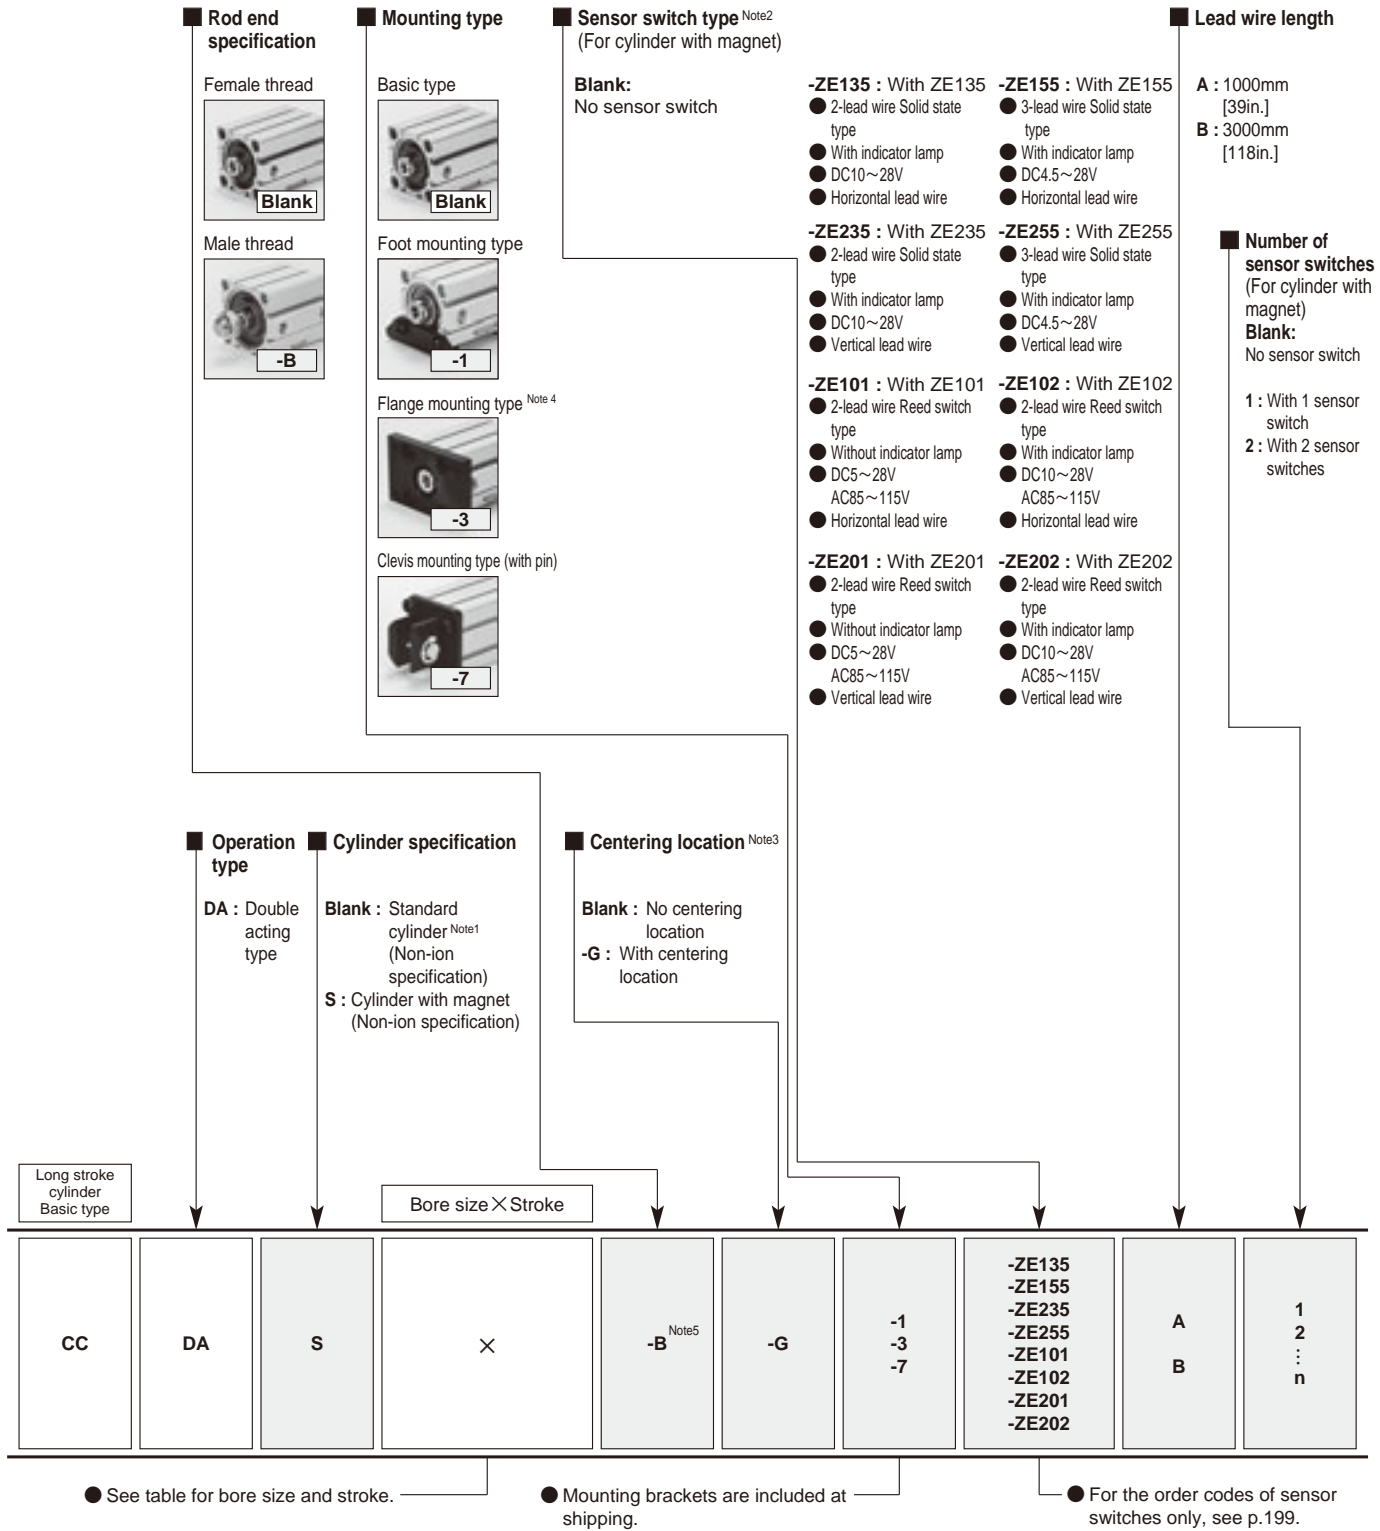 Rod end
specification
Female thread
Blank
Male thread
-B
Mounting type
Basic type
Blank
Foot mounting type
-1
Flange mounting type Note 4
-3
Clevis mounting type (with pin)
-7
Sensor switch type Note2
(For cylinder with magnet)
Blank:
No sensor switch
-ZE135 : With ZE135
● 2-lead wire Solid state
type
● With indicator lamp
● DC10～28V
● Horizontal lead wire
-ZE155 : With ZE155
● 3-lead wire Solid state
type
● With indicator lamp
● DC4.5～28V
● Horizontal lead wire
-ZE235 : With ZE235
● 2-lead wire Solid state
type
● With indicator lamp
● DC10～28V
● Vertical lead wire
-ZE255 : With ZE255
● 3-lead wire Solid state
type
● With indicator lamp
● DC4.5～28V
● Vertical lead wire
-ZE101 : With ZE101
● 2-lead wire Reed switch
type
● Without indicator lamp
● DC5～28V
AC85～115V
● Horizontal lead wire
-ZE102 : With ZE102
● 2-lead wire Reed switch
type
● With indicator lamp
● DC10～28V
AC85～115V
● Horizontal lead wire
-ZE201 : With ZE201
● 2-lead wire Reed switch
type
● Without indicator lamp
● DC5～28V
AC85～115V
● Vertical lead wire
-ZE202 : With ZE202
● 2-lead wire Reed switch
type
● With indicator lamp
● DC10～28V
AC85～115V
● Vertical lead wire
Lead wire length
A : 1000mm
[39in.]
B : 3000mm
[118in.]
Number of
sensor switches
(For cylinder with
magnet)
Blank:
No sensor switch
1 : With 1 sensor
switch
2 : With 2 sensor
switches
Operation
type
DA : Double
acting
type
Cylinder specification
Blank : Standard
cylinder Note1
(Non-ion
specification)
S : Cylinder with magnet
(Non-ion specification)
Centering location Note3
Blank : No centering
location
-G : With centering
location
Long stroke
cylinder
Basic type
Bore size×Stroke
CC
DA
S
×
-B Note5
-G
-1
-3
-7
-ZE135
-ZE155
-ZE235
-ZE255
-ZE101
-ZE102
-ZE201
-ZE202
A
B
1
2
⋮
n
● See table for bore size and stroke.
● Mounting brackets are included at
shipping.
● For the order codes of sensor
switches only, see p.199.